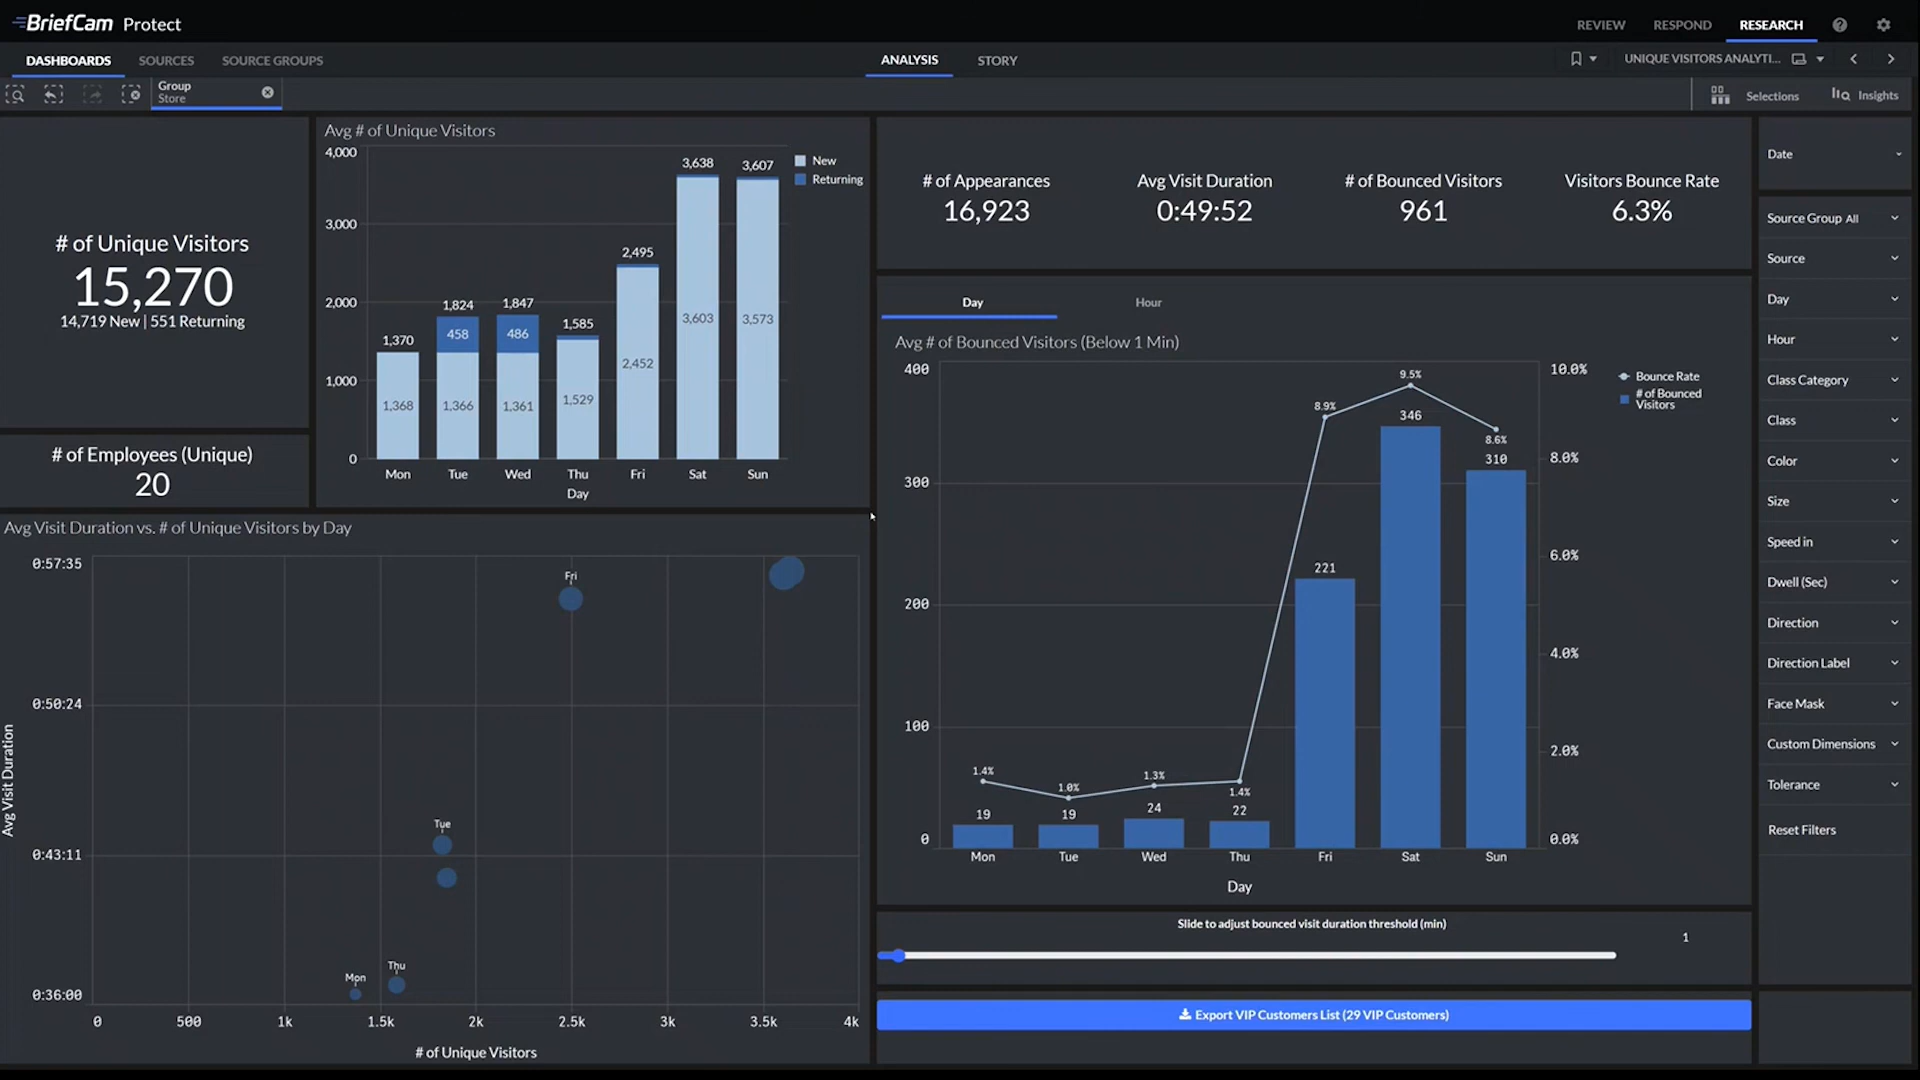 BriefCam Protect
REVIEW RESPOND RESEARCH
DASHBOARDS SOURCES SOURCE GROUPS
ANALYSIS STORY
UNIQUE VISITORS ANALYTI...
Group
Store
Selections Insights
# of Unique Visitors
15,270
14,719 New | 551 Returning
# of Employees (Unique)
20
Avg # of Unique Visitors
4,000
3,000
2,000
1,000
0
1,370
1,824
1,847
1,585
2,495
3,638
3,607
458
486
1,368
1,366
1,361
1,529
2,452
3,603
3,573
Mon Tue Wed Thu Fri Sat Sun
Day
New
Returning
# of Appearances
16,923
Avg Visit Duration
0:49:52
# of Bounced Visitors
961
Visitors Bounce Rate
6.3%
Day Hour
Avg # of Bounced Visitors (Below 1 Min)
400
300
200
100
0
10.0%
8.0%
6.0%
4.0%
2.0%
0.0%
1.4%
1.0%
1.3%
1.4%
8.9%
9.5%
8.6%
19
19
24
22
221
346
310
Mon Tue Wed Thu Fri Sat Sun
Day
Bounce Rate
# of Bounced
Visitors
Slide to adjust bounced visit duration threshold (min)
1
Export VIP Customers List (29 VIP Customers)
Avg Visit Duration vs. # of Unique Visitors by Day
Avg Visit Duration
0:57:35
0:50:24
0:43:11
0:36:00
Fri
Tue
Thu
Mon
0 500 1k 1.5k 2k 2.5k 3k 3.5k 4k
# of Unique Visitors
Date
Source Group All
Source
Day
Hour
Class Category
Class
Color
Size
Speed in
Dwell (Sec)
Direction
Direction Label
Face Mask
Custom Dimensions
Tolerance
Reset Filters